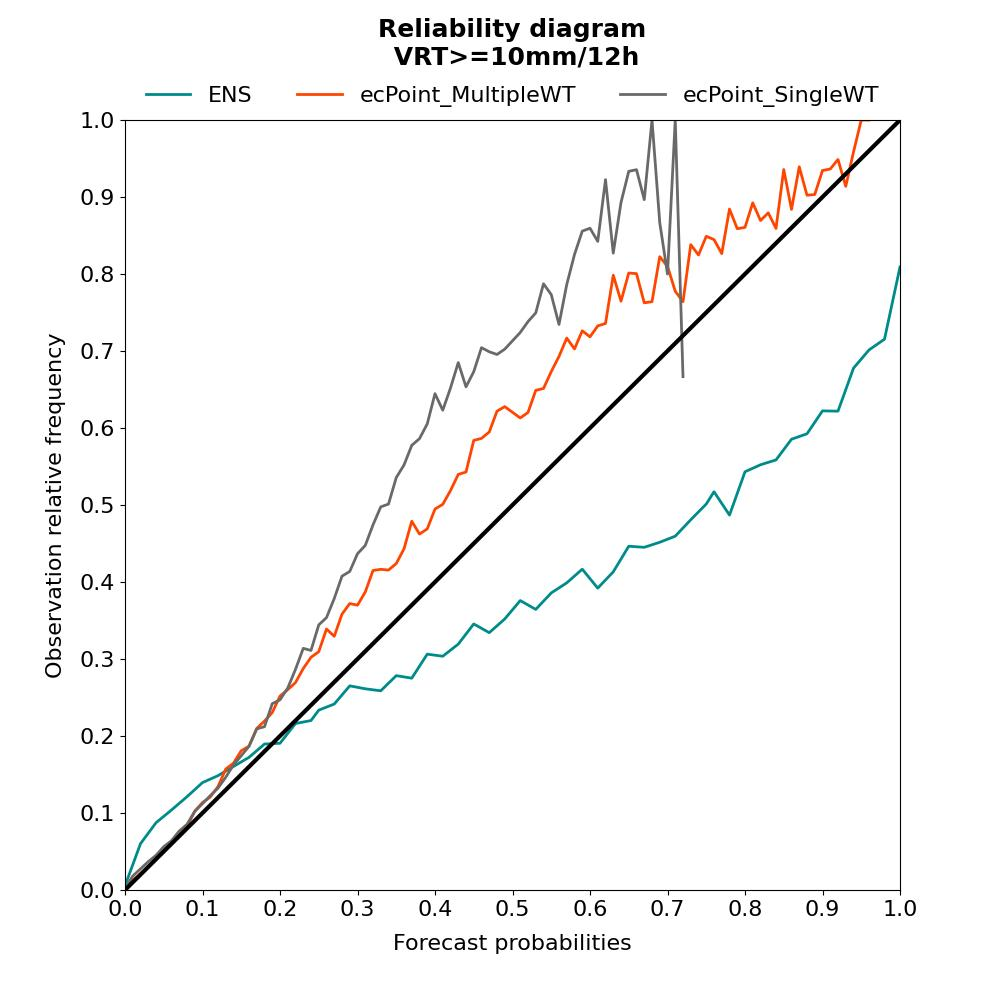 Reliability diagram
VRT>=10mm/12h
ENS ecPoint_MultipleWT ecPoint_SingleWT
1.0
0.9
0.8
0.7
0.6
0.5
0.4
0.3
0.2
0.1
0.0
Observation relative frequency
0.0 0.1 0.2 0.3 0.4 0.5 0.6 0.7 0.8 0.9 1.0
Forecast probabilities